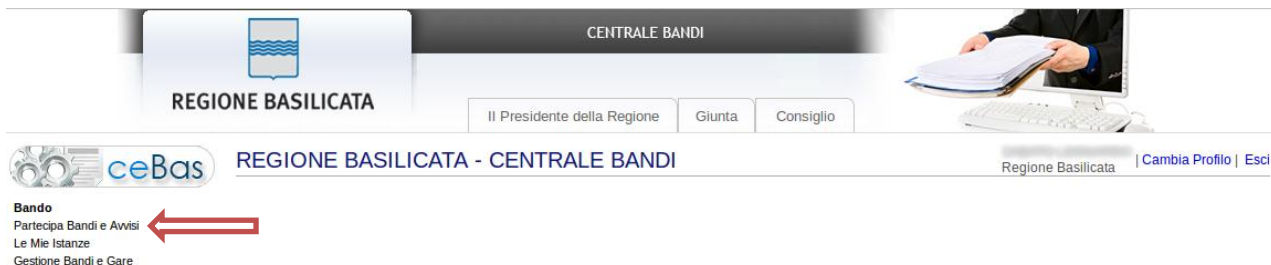 CENTRALE BANDI
REGIONE BASILICATA
Il Presidente della Regione
Giunta
Consiglio
ceBas
REGIONE BASILICATA - CENTRALE BANDI
Regione Basilicata
| Cambia Profilo | Esci
Bando
Partecipa Bandi e Avvisi
Le Mie Istanze
Gestione Bandi e Gare